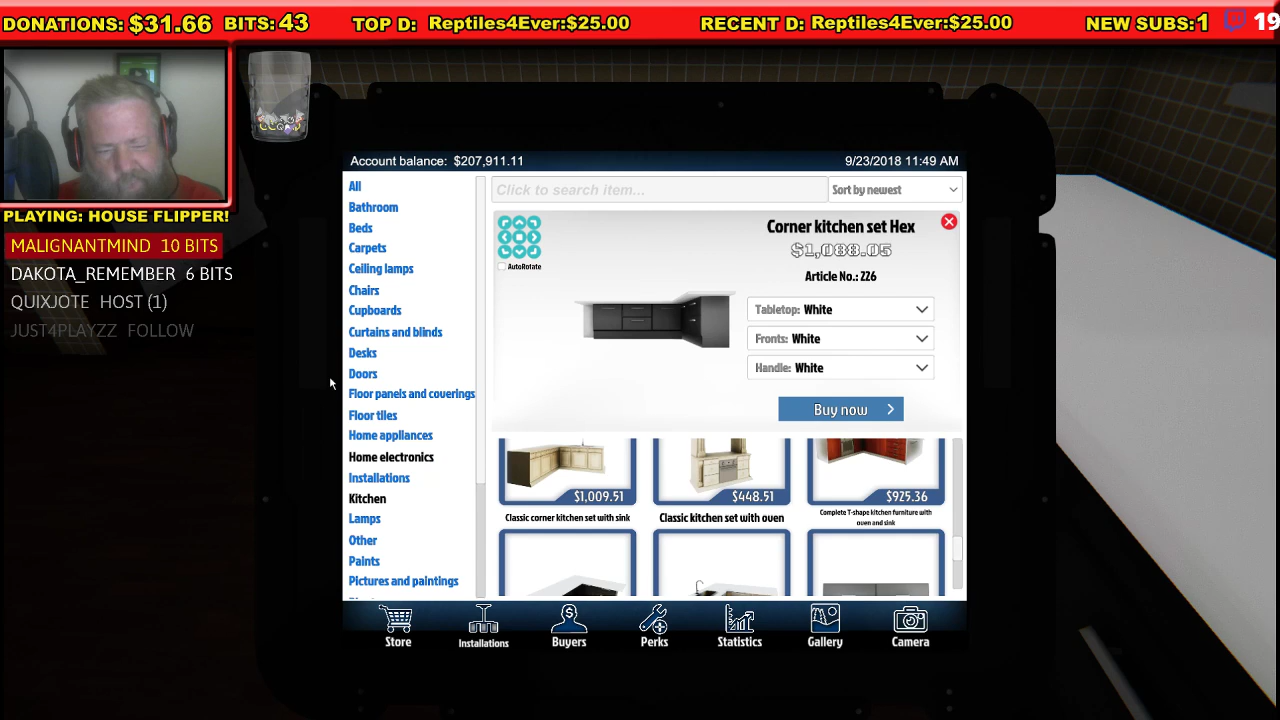 DONATIONS: $31.66 BITS: 43 TOP D: Reptiles4Ever:$25.00 RECENT D: Reptiles4Ever:$25.00 NEW SUBS: 1 19
PLAYING: HOUSE FLIPPER!
MALIGNANTMIND 10 BITS
DAKOTA_REMEMBER 6 BITS
QUIXJOTE HOST (1)
JUST4PLAYZZ FOLLOW
Account balance: $207,911.11 9/23/2018 11:49 AM
All
Bathroom
Beds
Carpets
Ceiling lamps
Chairs
Cupboards
Curtains and blinds
Desks
Doors
Floor panels and coverings
Floor tiles
Home appliances
Home electronics
Installations
Kitchen
Lamps
Other
Paints
Pictures and paintings
Click to search item... Sort by newest
Corner kitchen set Hex
$1,088.05
Article No.: 226
AutoRotate
Tabletop: White
Fronts: White
Handle: White
Buy now
$1,009.51 $448.51 $925.36
Classic corner kitchen set with sink Classic kitchen set with oven Complete T-shape kitchen furniture with
oven and sink
Store Installations Buyers Perks Statistics Gallery Camera